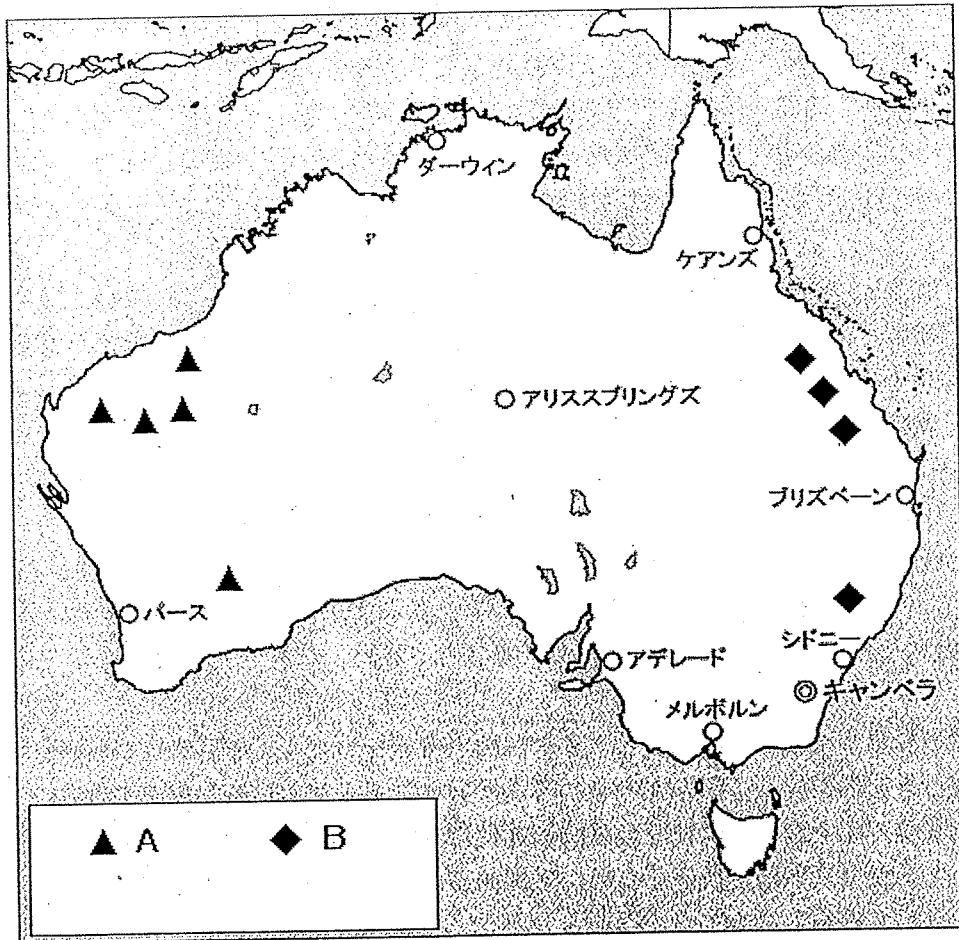 ダーウィン
ケアンズ
アリススプリングズ
ブリズベーン
パース
シドニー
アデレード
キャンベラ
メルボルン
▲ A ◆ B